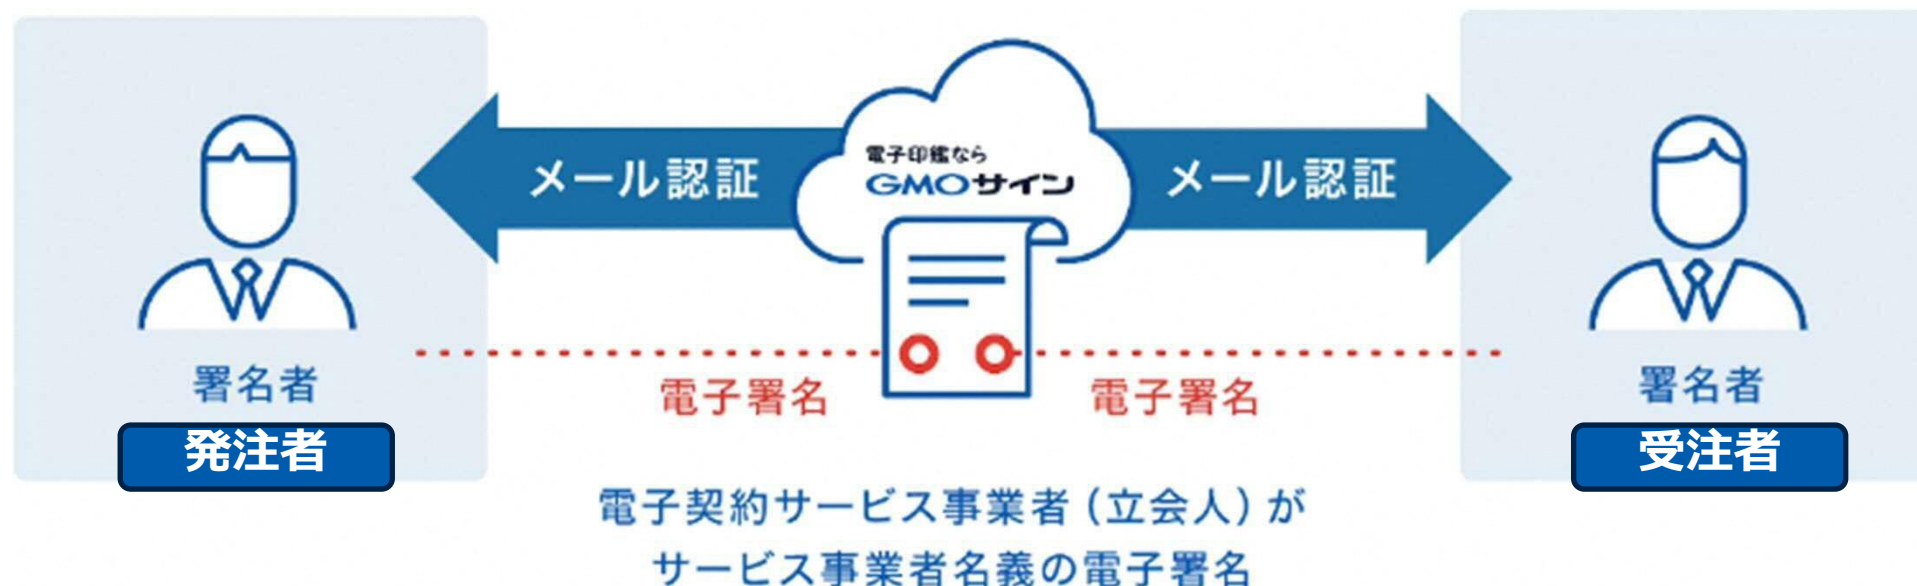 電子印鑑なら
GMOサイン
メール認証
メール認証
署名者
発注者
電子署名
電子署名
署名者
受注者
電子契約サービス事業者（立会人）が
サービス事業者名義の電子署名